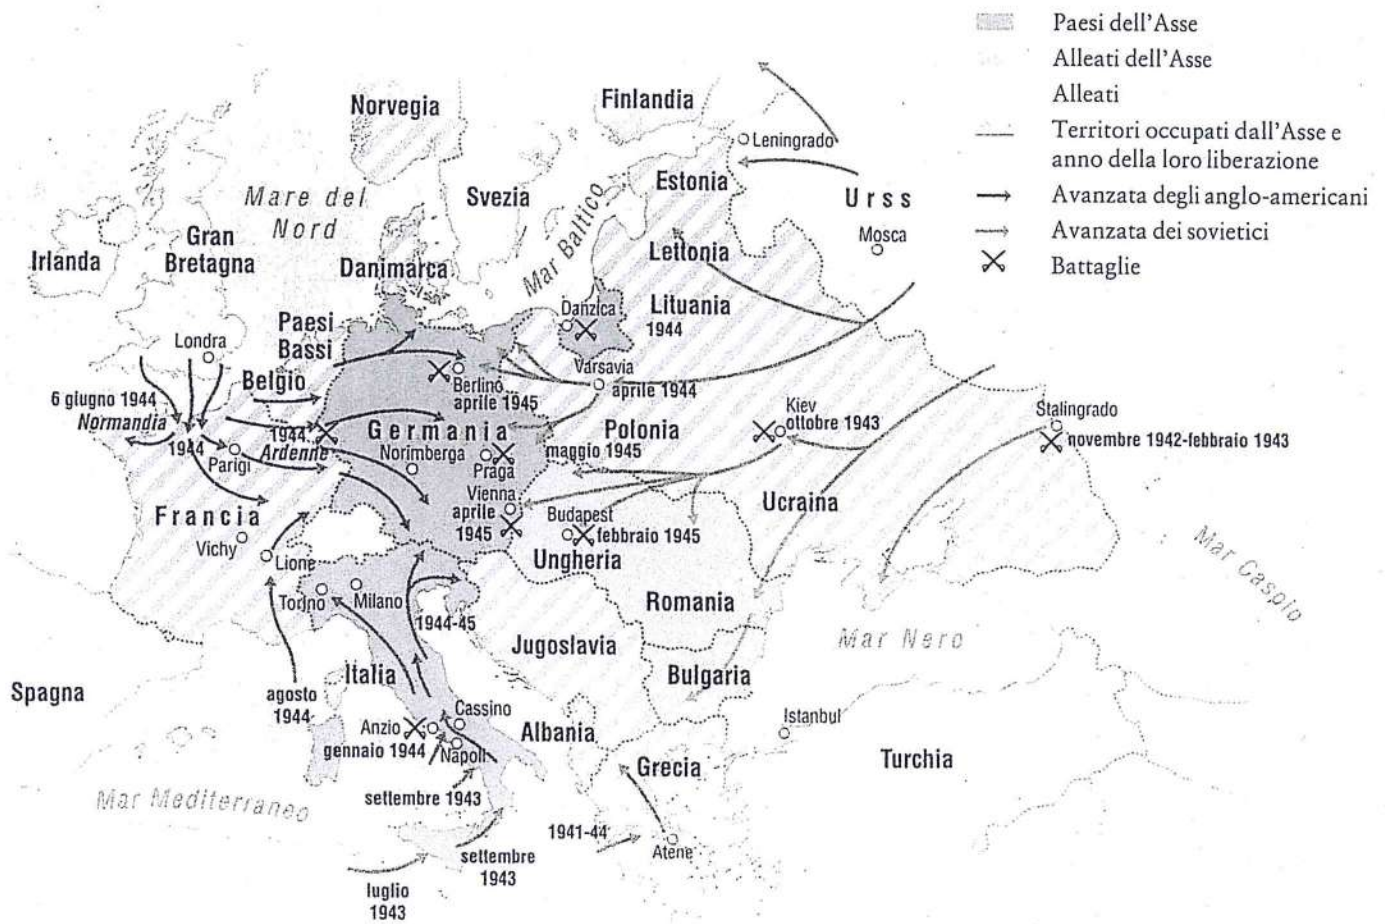 Paesi dell'Asse
Alleati dell'Asse
Alleati
Territori occupati dall'Asse e
anno della loro liberazione
Avanzata degli anglo-americani
Avanzata dei sovietici
Battaglie
Norvegia
Finlandia
Leningrado
Estonia
Svezia
Urss
Mosca
Mare del
Nord
Mar Baltico
Gran
Bretagna
Irlanda
Danimarca
Lettonia
Lituania
1944
Danzica
Paesi
Bassi
Londra
Belgio
Varsavia
aprile 1944
Berlino
aprile 1945
6 giugno 1944
Normandia
1944
Parigi
1944
Ardenne
Germania
Norimberga
Praga
maggio 1945
Polonia
Kiev
ottobre 1943
Stalingrado
novembre 1942-febbraio 1943
Vienna
aprile
1945
Budapest
febbraio 1945
Ungheria
Ucraina
Francia
Vichy
Lione
Torino
Milano
1944-45
Romania
Mar Caspio
Mar Nero
Jugoslavia
Bulgaria
Italia
Spagna
agosto
1944
Cassino
Anzio
gennaio 1944
Napoli
Albania
Istanbul
Turchia
Grecia
Mar Mediterraneo
settembre 1943
1941-44
Atene
settembre
1943
luglio
1943